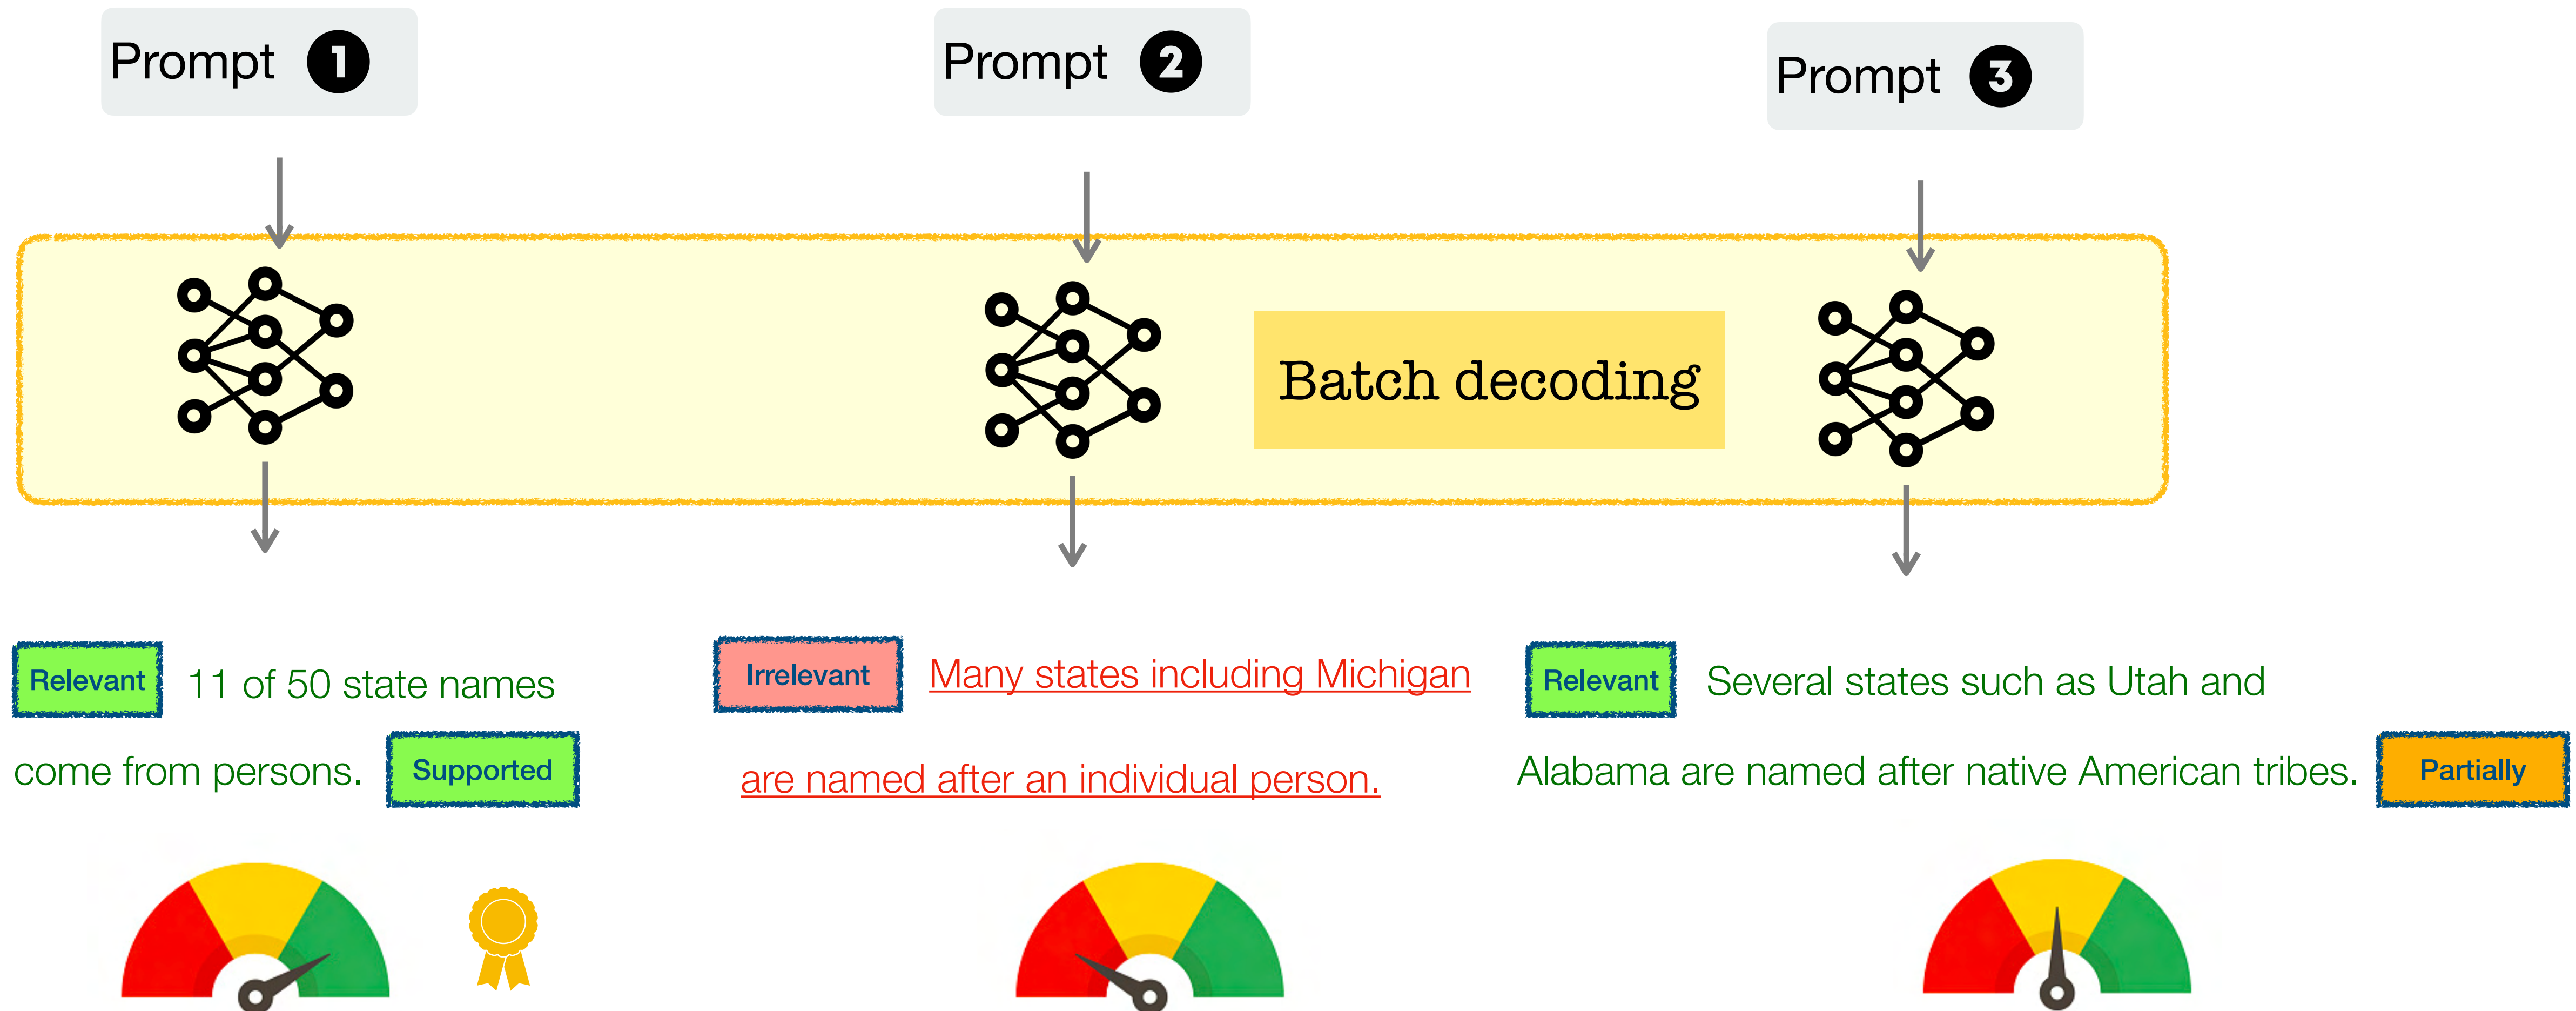 Prompt 1
Prompt 2
Prompt 3
Batch decoding
Relevant 11 of 50 state names
come from persons. Supported
Irrelevant Many states including Michigan
are named after an individual person.
Relevant Several states such as Utah and
Alabama are named after native American tribes. Partially